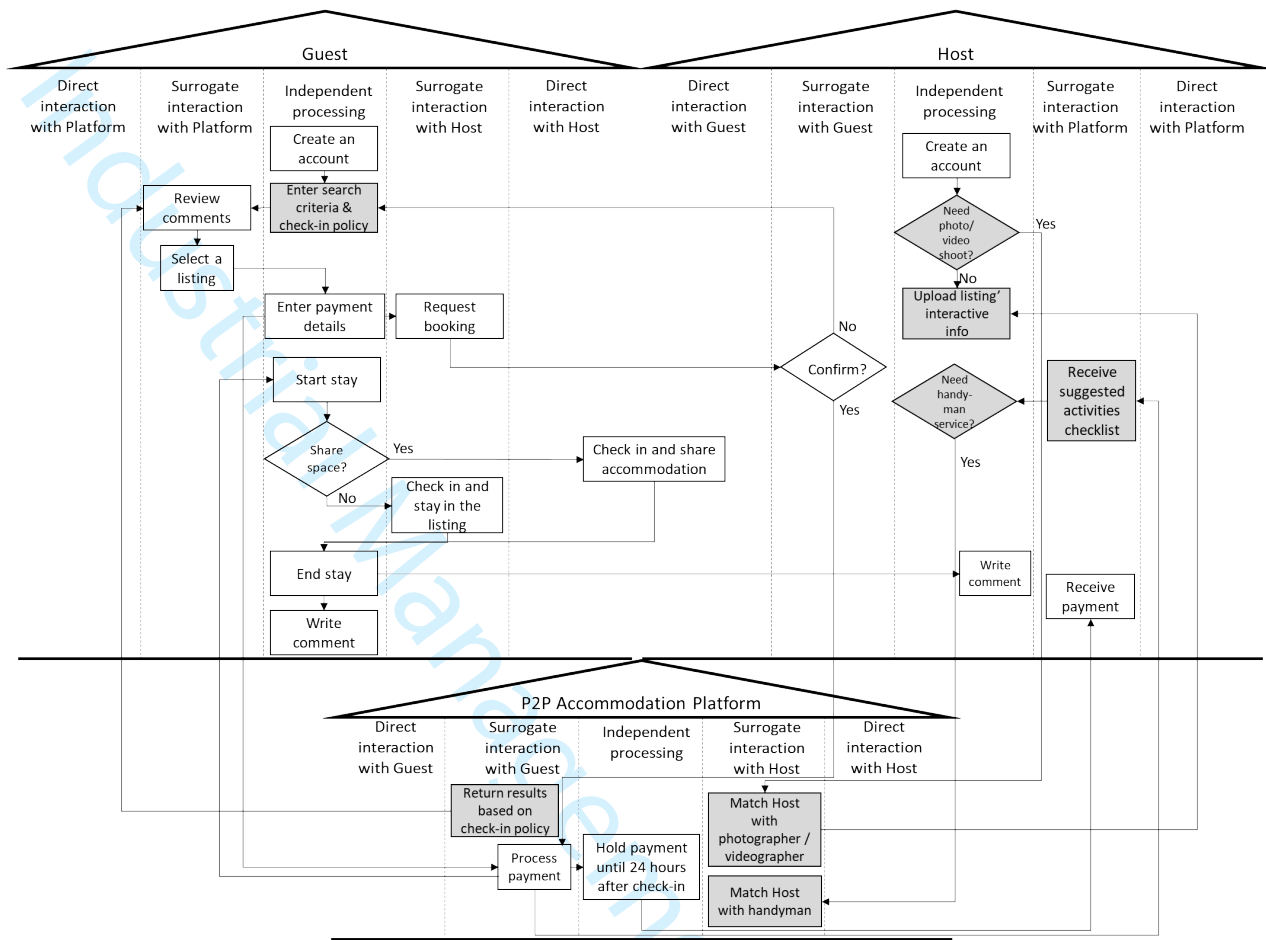 Guest
Host
Direct
interaction
with Platform
Surrogate
interaction
with Platform
Independent
processing
Surrogate
interaction
with Host
Direct
interaction
with Host
Direct
interaction
with Guest
Surrogate
interaction
with Guest
Independent
processing
Surrogate
interaction
with Platform
Direct
interaction
with Platform
Create an
account
Enter search
criteria &
check-in policy
Review
comments
Select a
listing
Enter payment
details
Request
booking
Start stay
Share
space?
Yes
No
Check in and
stay in the
listing
Check in and share
accommodation
End stay
Write
comment
Create an
account
Need
photo/
video
shoot?
Yes
No
Upload listing'
interactive
info
No
Confirm?
Yes
Need
handy-
man
service?
Yes
Receive
suggested
activities
checklist
Write
comment
Receive
payment
P2P Accommodation Platform
Direct
interaction
with Guest
Surrogate
interaction
with Guest
Independent
processing
Surrogate
interaction
with Host
Direct
interaction
with Host
Return results
based on
check-in policy
Process
payment
Hold payment
until 24 hours
after check-in
Match Host
with
photographer /
videographer
Match Host
with handyman
Industrial Managem